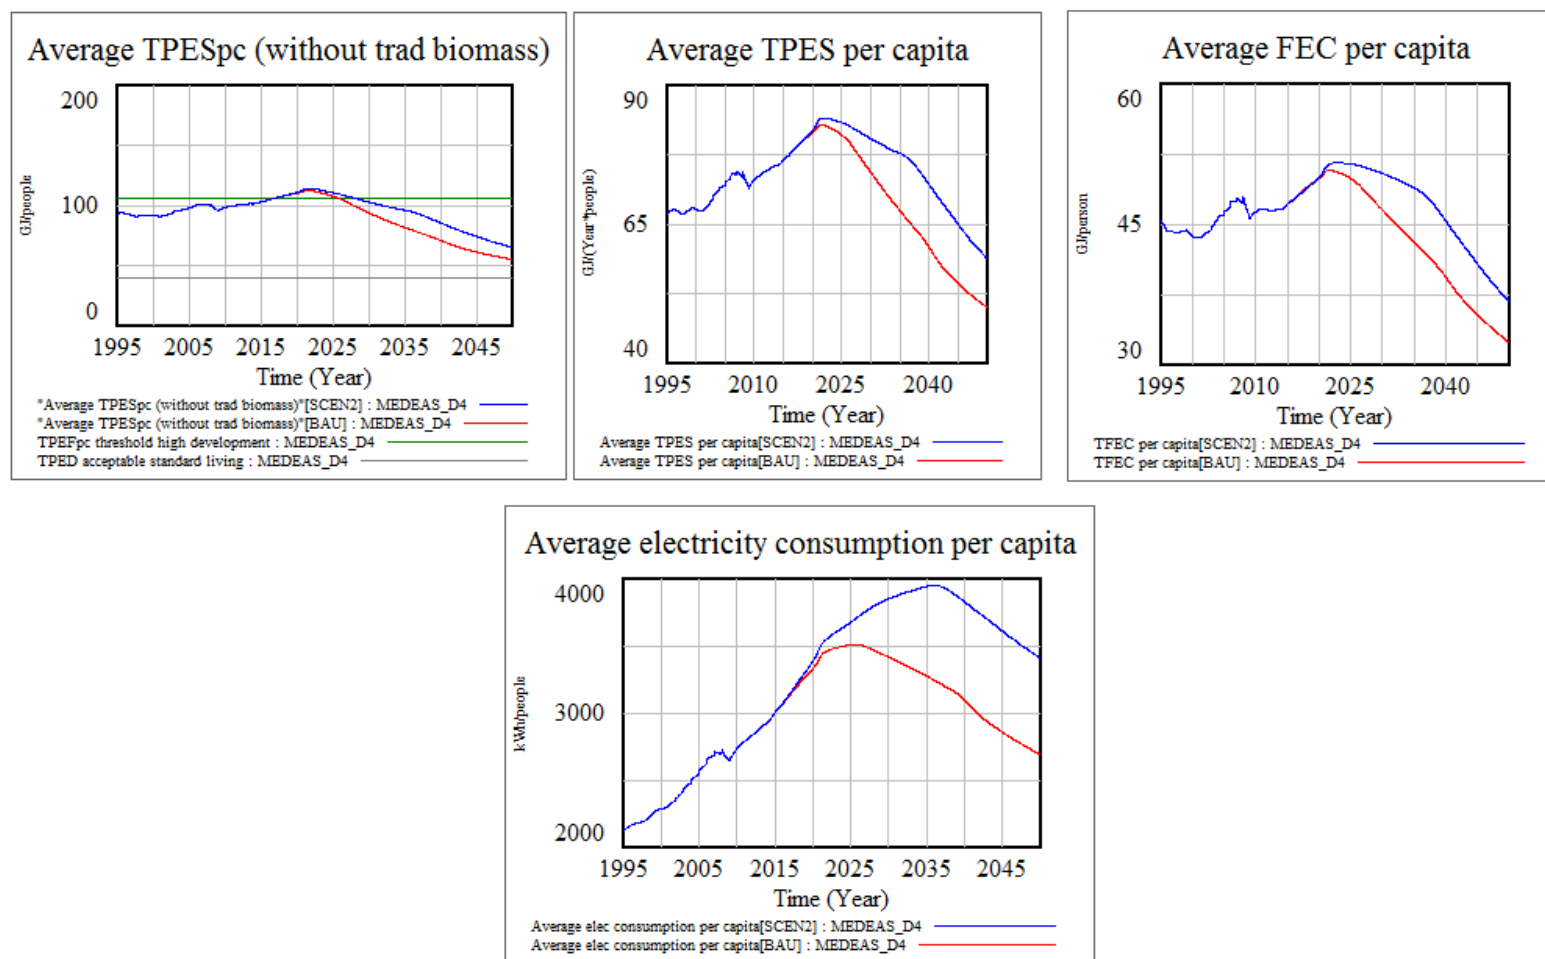 Average TPESpc (without trad biomass)
200
100
0
GJ/people
1995 2005 2015 2025 2035 2045
Time (Year)
"Average TPESpc (without trad biomass)"[SCEN2] : MEDEAS_D4
"Average TPESpc (without trad biomass)"[BAU] : MEDEAS_D4
TPEFpc threshold high development : MEDEAS_D4
TPED acceptable standard living : MEDEAS_D4
Average TPES per capita
90
65
40
GJ/(Year*people)
1995 2010 2025 2040
Time (Year)
Average TPES per capita[SCEN2] : MEDEAS_D4
Average TPES per capita[BAU] : MEDEAS_D4
Average FEC per capita
60
45
30
GJ/person
1995 2010 2025 2040
Time (Year)
TFEC per capita[SCEN2] : MEDEAS_D4
TFEC per capita[BAU] : MEDEAS_D4
Average electricity consumption per capita
4000
3000
2000
kWh/people
1995 2005 2015 2025 2035 2045
Time (Year)
Average elec consumption per capita[SCEN2] : MEDEAS_D4
Average elec consumption per capita[BAU] : MEDEAS_D4